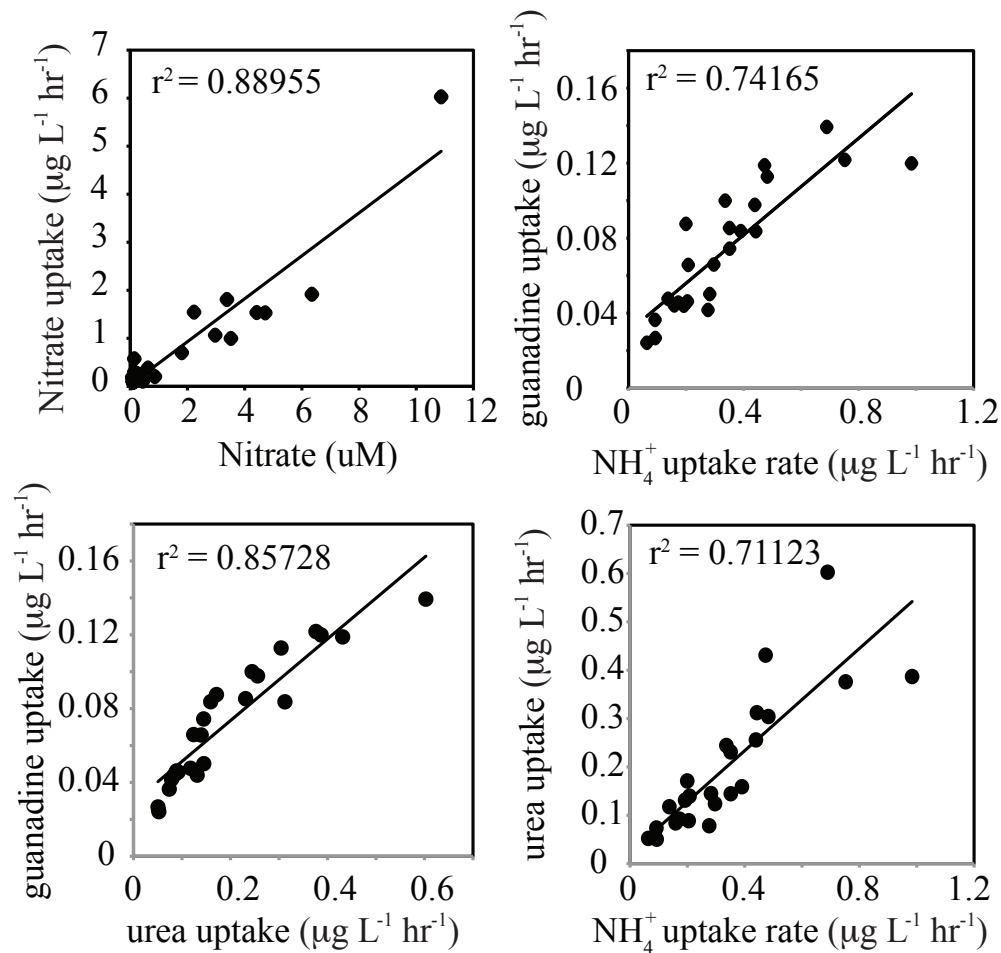 Nitrate uptake (µg L⁻¹ hr⁻¹)
7
6
5
4
3
2
1
0
r² = 0.88955
0 2 4 6 8 10 12
Nitrate (uM)
guanadine uptake (µg L⁻¹ hr⁻¹)
0.16
0.12
0.08
0.04
0
r² = 0.74165
0 0.4 0.8 1.2
NH₄⁺ uptake rate (µg L⁻¹ hr⁻¹)
guanadine uptake (µg L⁻¹ hr⁻¹)
0.16
0.12
0.08
0.04
0
r² = 0.85728
0 0.2 0.4 0.6
urea uptake (µg L⁻¹ hr⁻¹)
urea uptake (µg L⁻¹ hr⁻¹)
0.7
0.6
0.5
0.4
0.3
0.2
0.1
0
r² = 0.71123
0 0.4 0.8 1.2
NH₄⁺ uptake rate (µg L⁻¹ hr⁻¹)